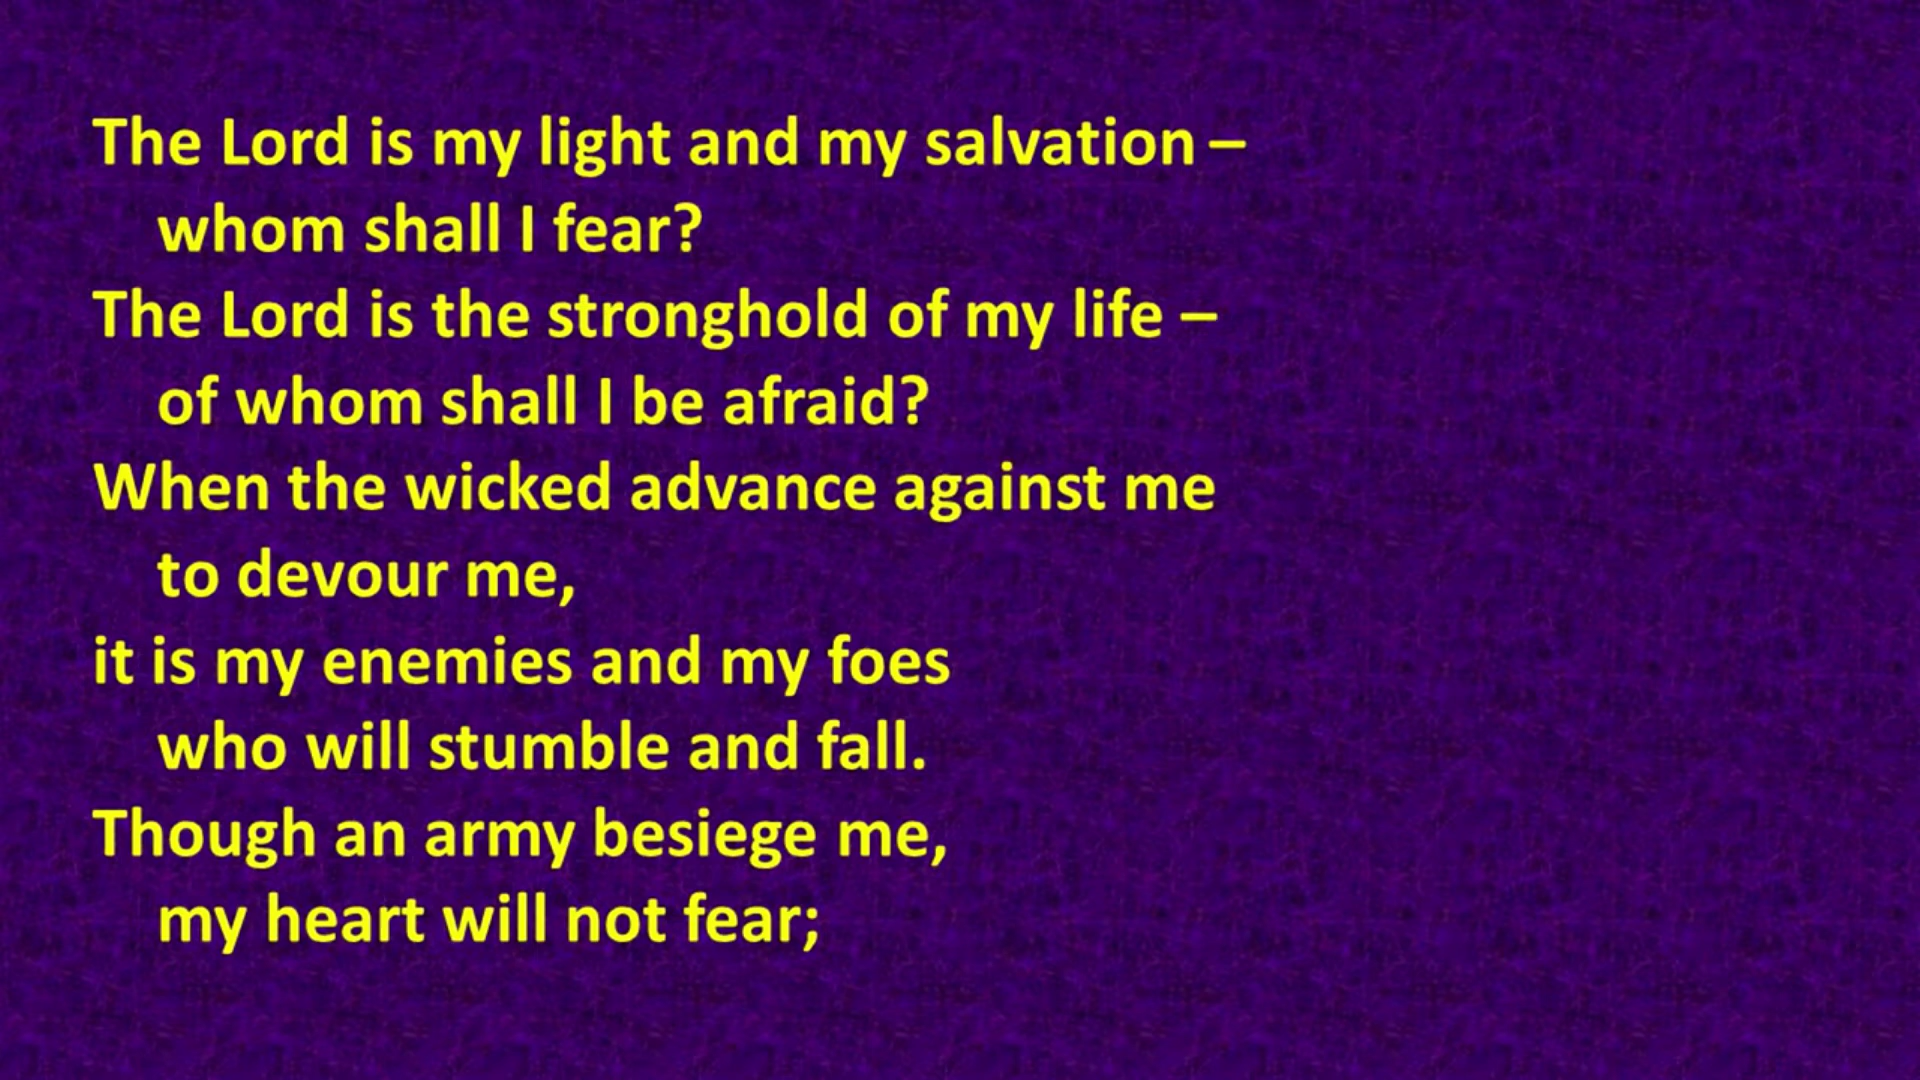 The Lord is my light and my salvation –
whom shall I fear?
The Lord is the stronghold of my life –
of whom shall I be afraid?
When the wicked advance against me
to devour me,
it is my enemies and my foes
who will stumble and fall.
Though an army besiege me,
my heart will not fear;